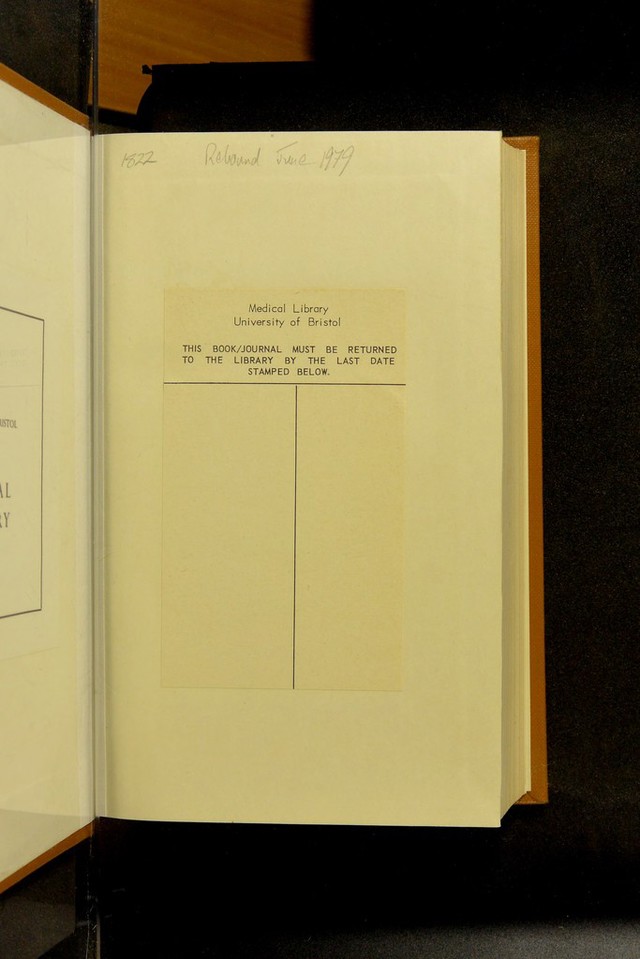 1822 Rebound June 1979
Medical Library
University of Bristol
THIS BOOK/JOURNAL MUST BE RETURNED
TO THE LIBRARY BY THE LAST DATE
STAMPED BELOW.